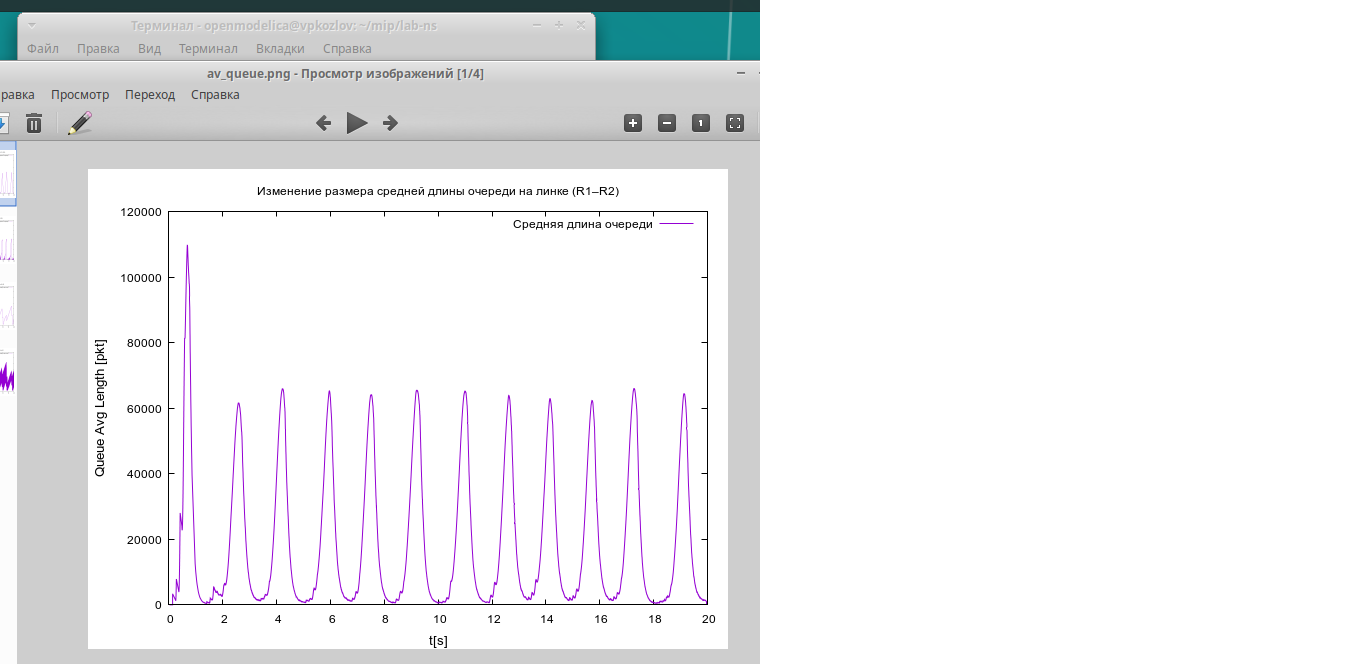 Терминал - openmodelica@vpkozlov: ~/mip/lab-ns
Файл Правка Вид Терминал Вкладки Справка
av_queue.png - Просмотр изображений [1/4]
равка Просмотр Переход Справка
1
Изменение размера средней длины очереди на линке (R1–R2)
Средняя длина очереди
120000
100000
80000
60000
40000
20000
0
Queue Avg Length [pkt]
0 2 4 6 8 10 12 14 16 18 20
t[s]